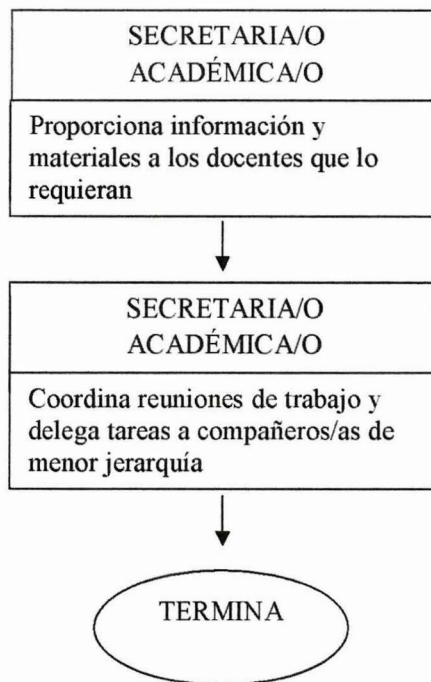 SECRETARIA/O
ACADÉMICA/O
Proporciona información y
materiales a los docentes que lo
requieran
SECRETARIA/O
ACADÉMICA/O
Coordina reuniones de trabajo y
delega tareas a compañeros/as de
menor jerarquía
TERMINA